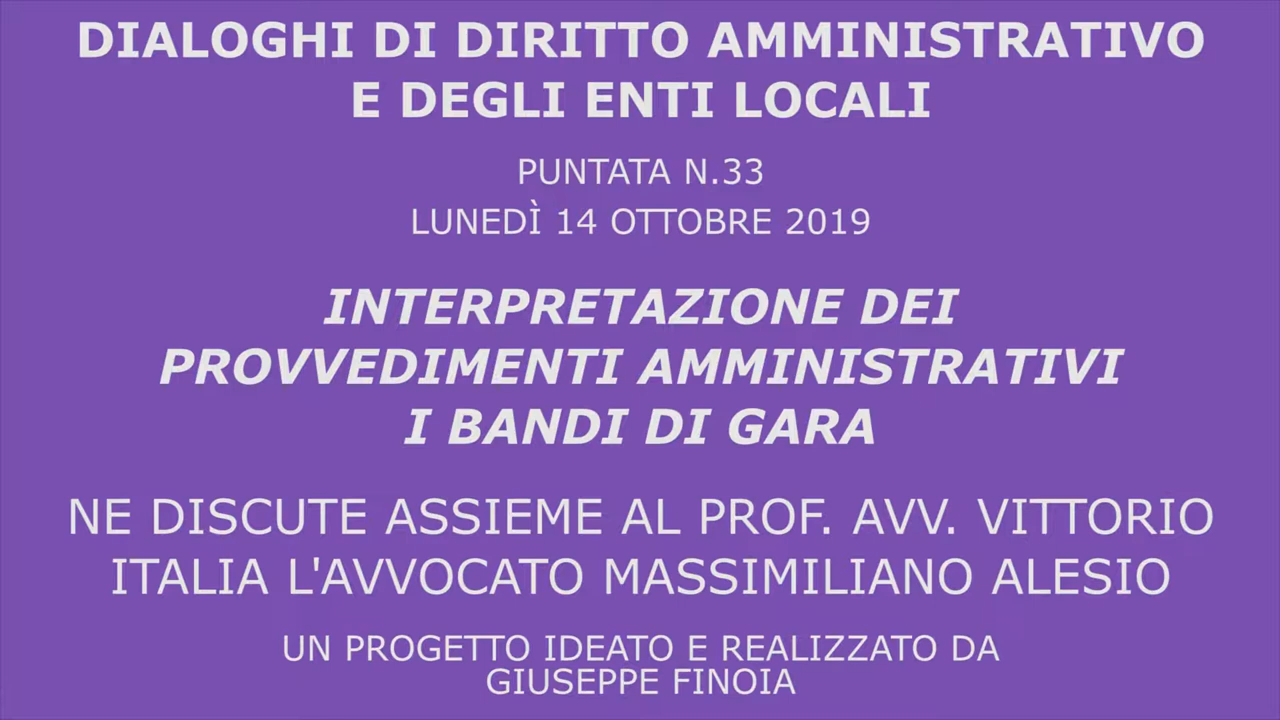 DIALOGHI DI DIRITTO AMMINISTRATIVO
E DEGLI ENTI LOCALI
PUNTATA N.33
LUNEDÌ 14 OTTOBRE 2019
INTERPRETAZIONE DEI
PROVVEDIMENTI AMMINISTRATIVI
I BANDI DI GARA
NE DISCUTE ASSIEME AL PROF. AVV. VITTORIO
ITALIA L'AVVOCATO MASSIMILIANO ALESIO
UN PROGETTO IDEATO E REALIZZATO DA
GIUSEPPE FINOIA